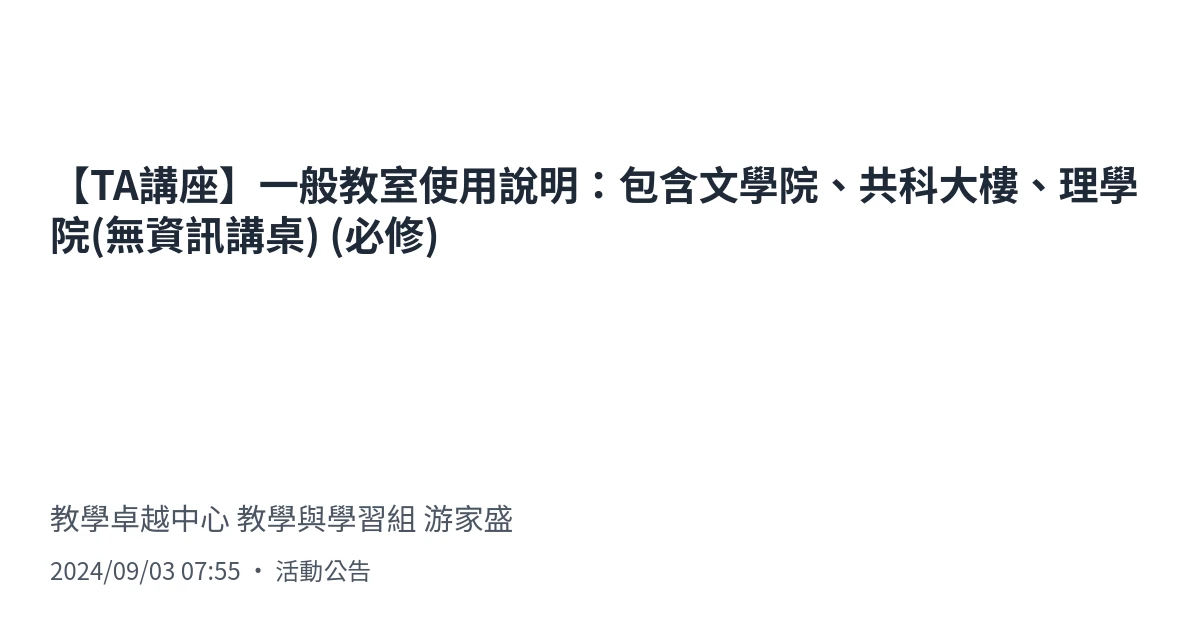 【TA講座】一般教室使用說明：包含文學院、共科大樓、理學
院(無資訊講桌) (必修)
教學卓越中心 教學與學習組 游家盛
2024/09/03 07:55 ・ 活動公告